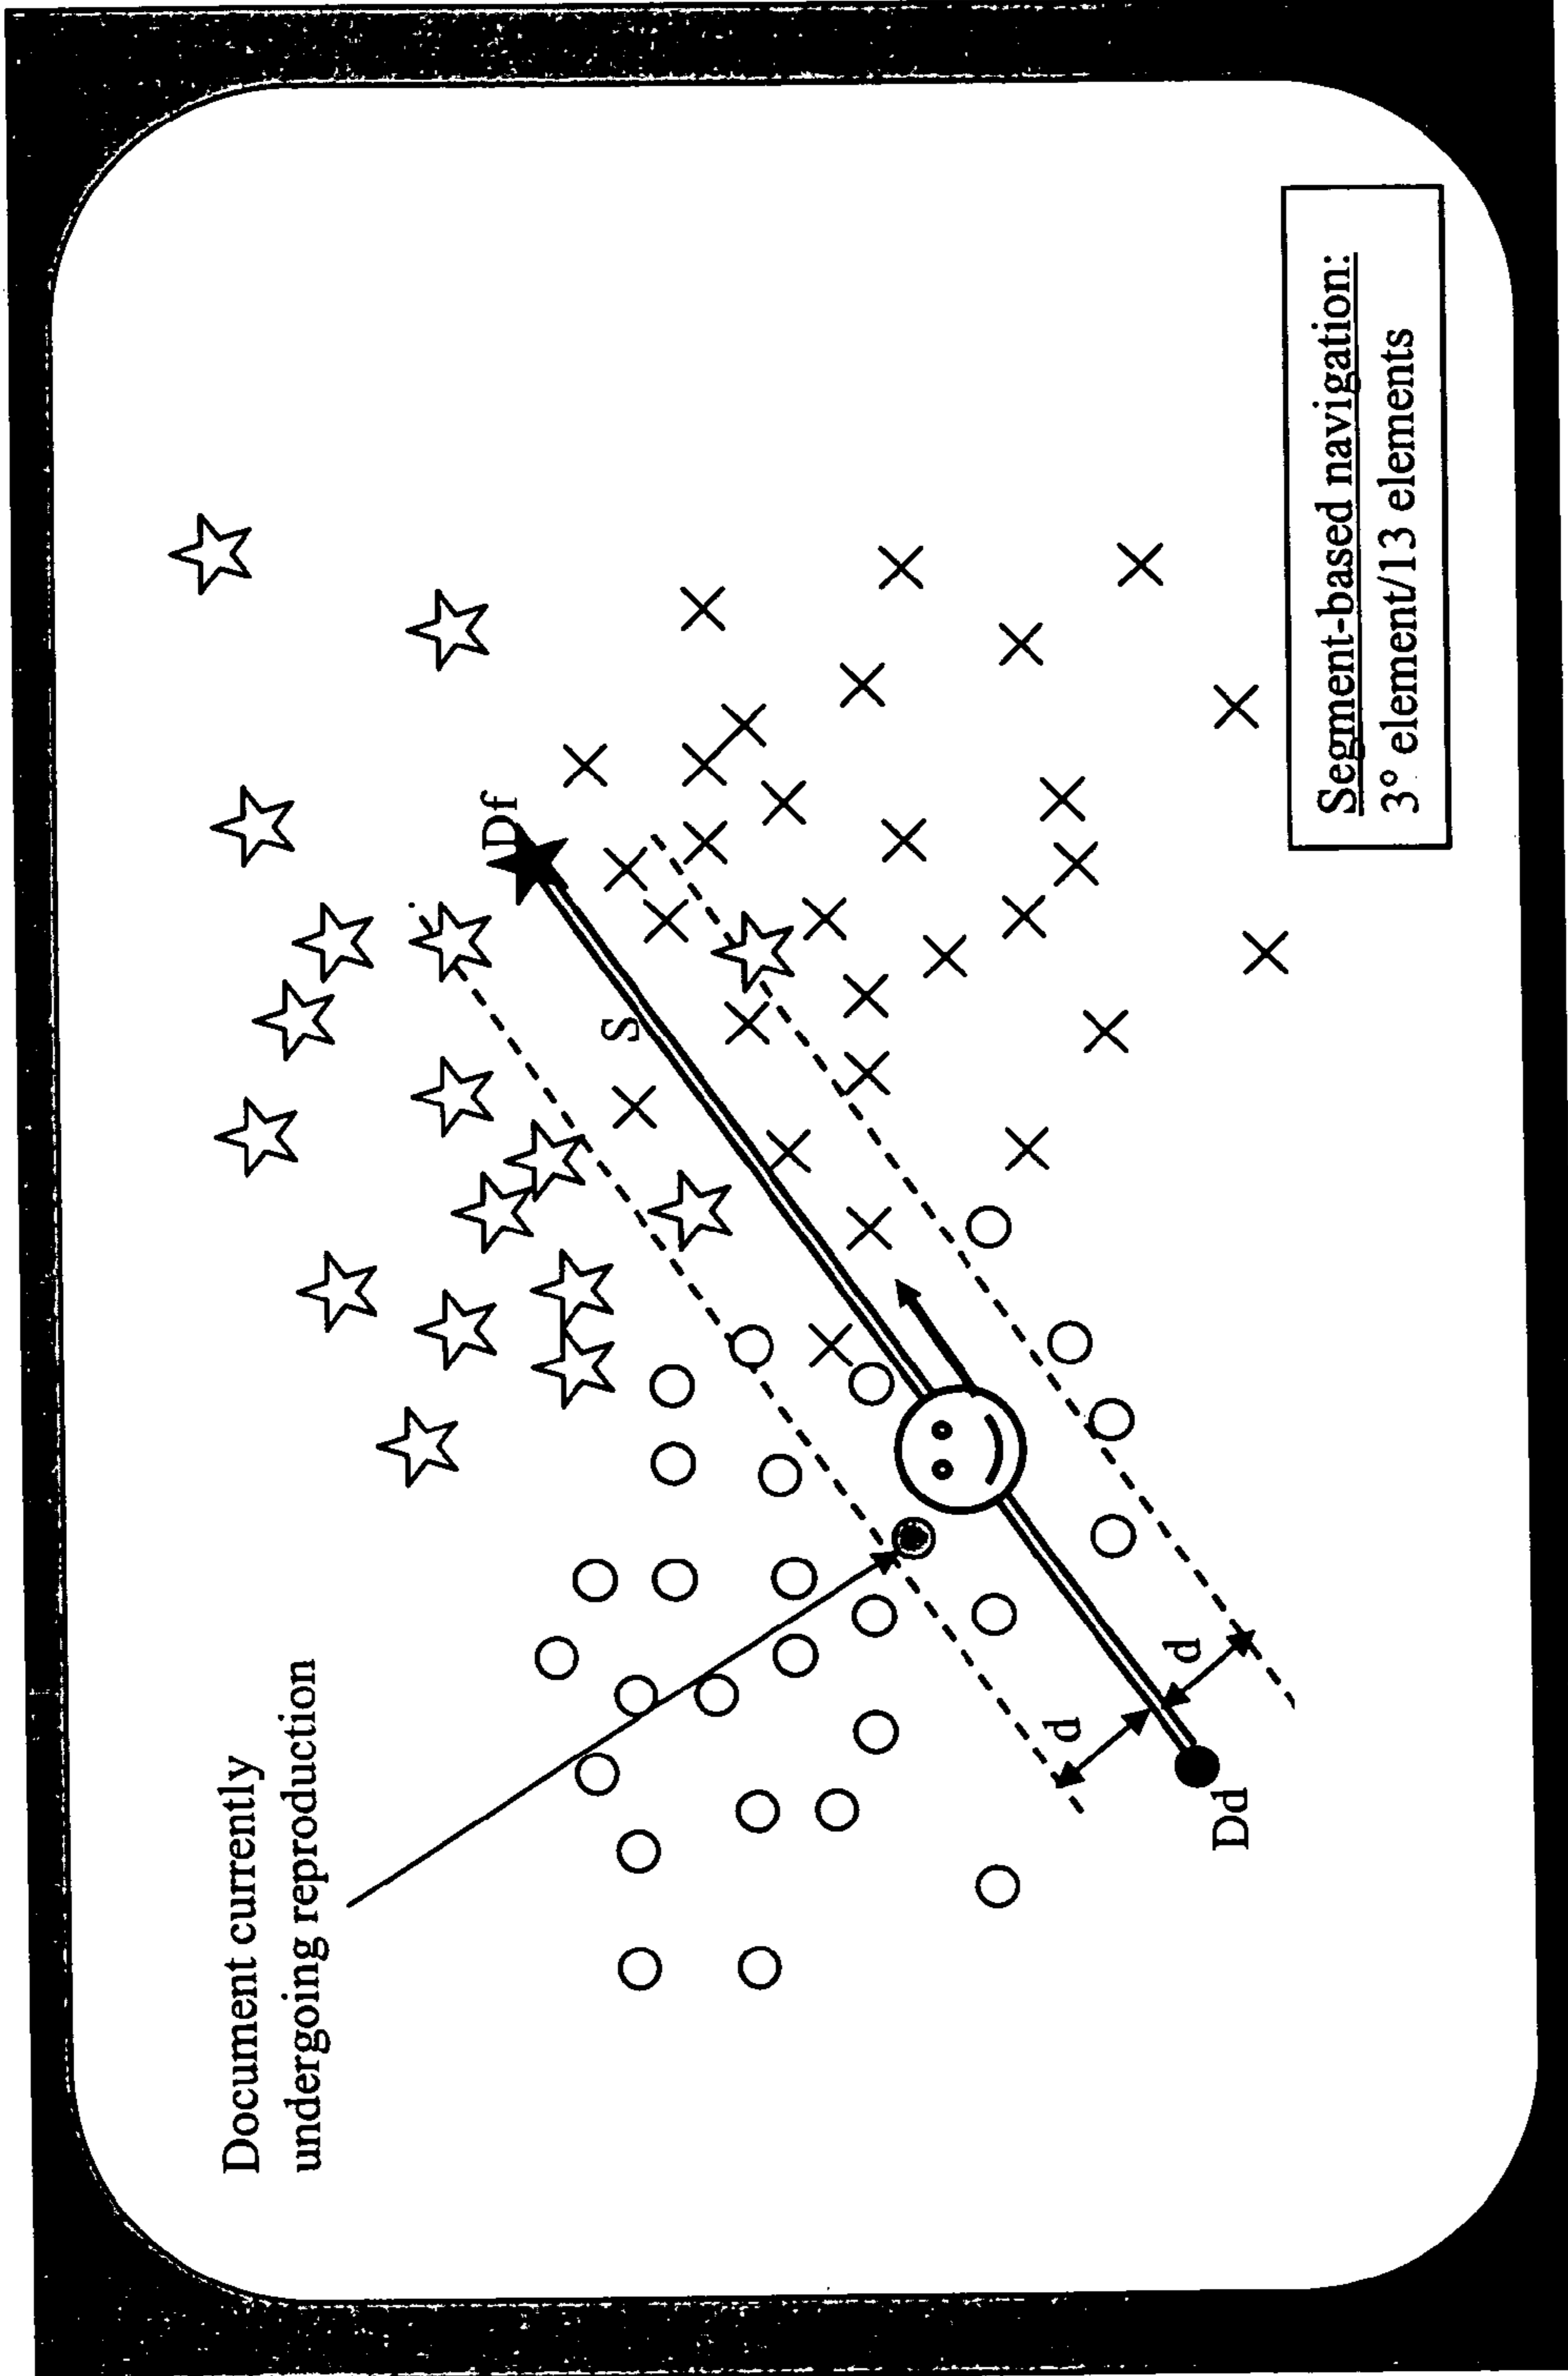 Document currently
undergoing reproduction
Df
S
d
d
Dd
Segment-based navigation:
3° element/13 elements